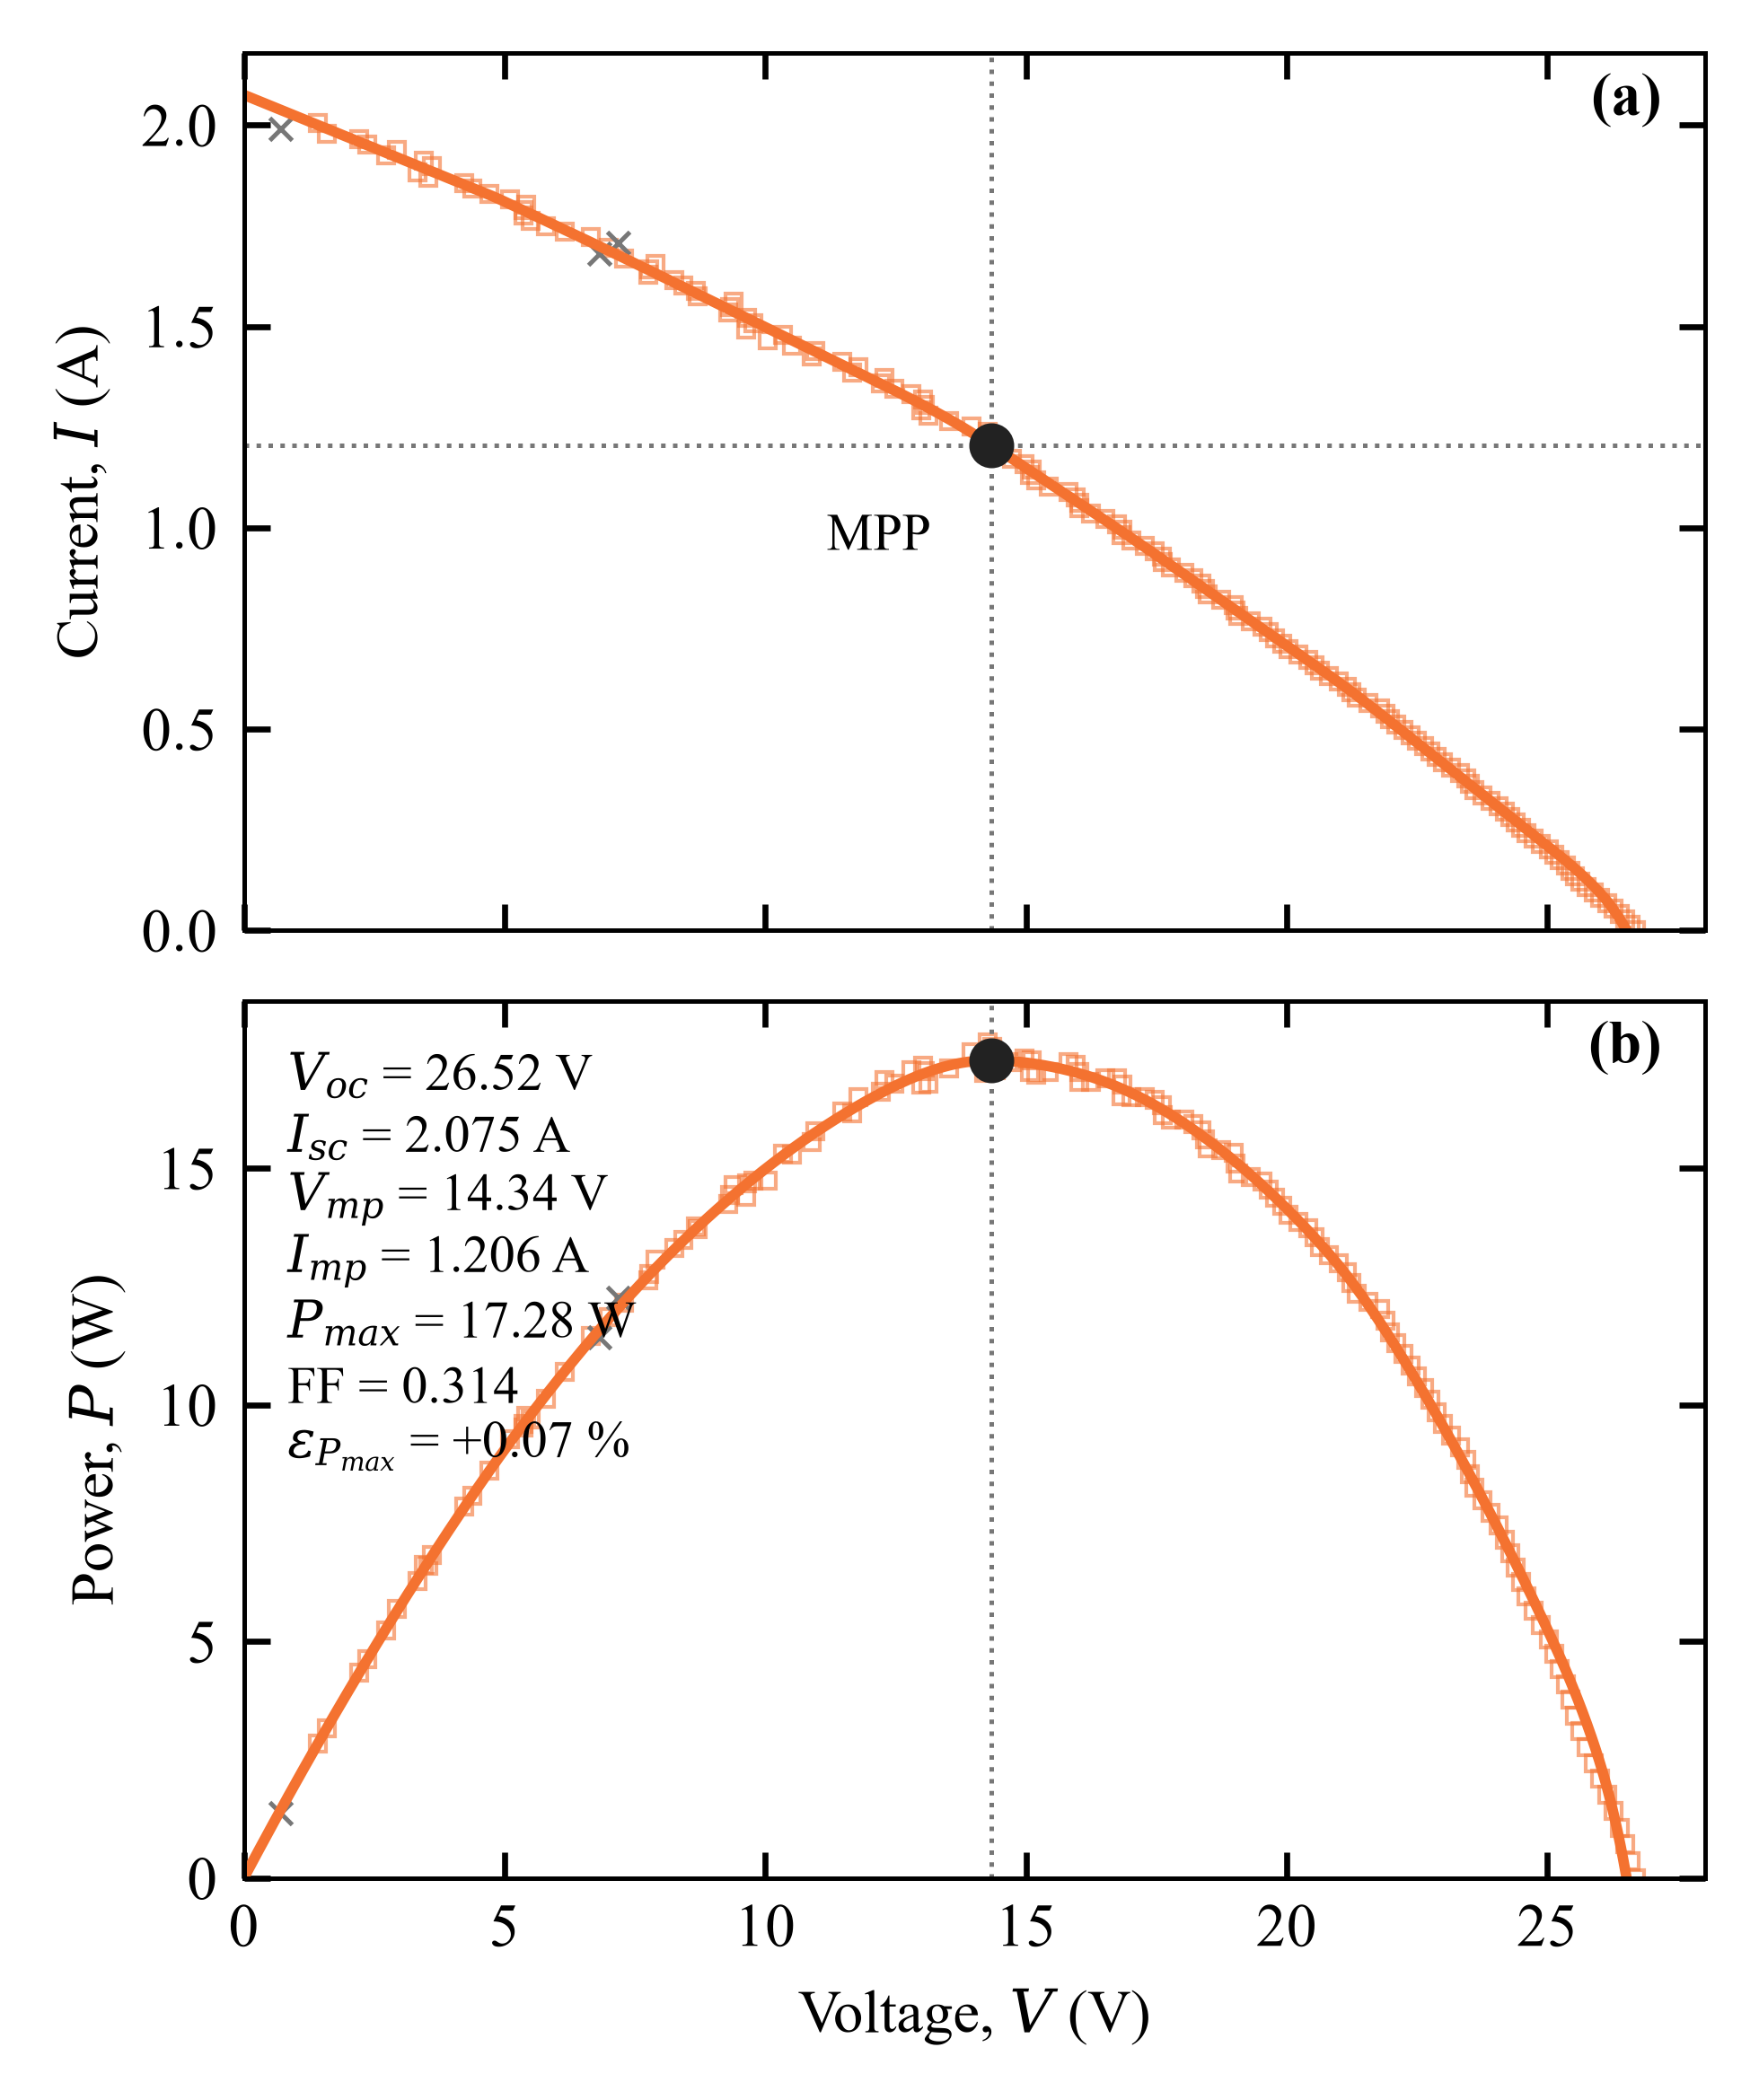 (a)
2.0
1.5
1.0
0.5
0.0
Current, I (A)
MPP
(b)
V_oc = 26.52 V
I_sc = 2.075 A
V_mp = 14.34 V
I_mp = 1.206 A
P_max = 17.28 W
FF = 0.314
ε_P_max = +0.07 %
15
10
5
0
Power, P (W)
0 5 10 15 20 25
Voltage, V (V)